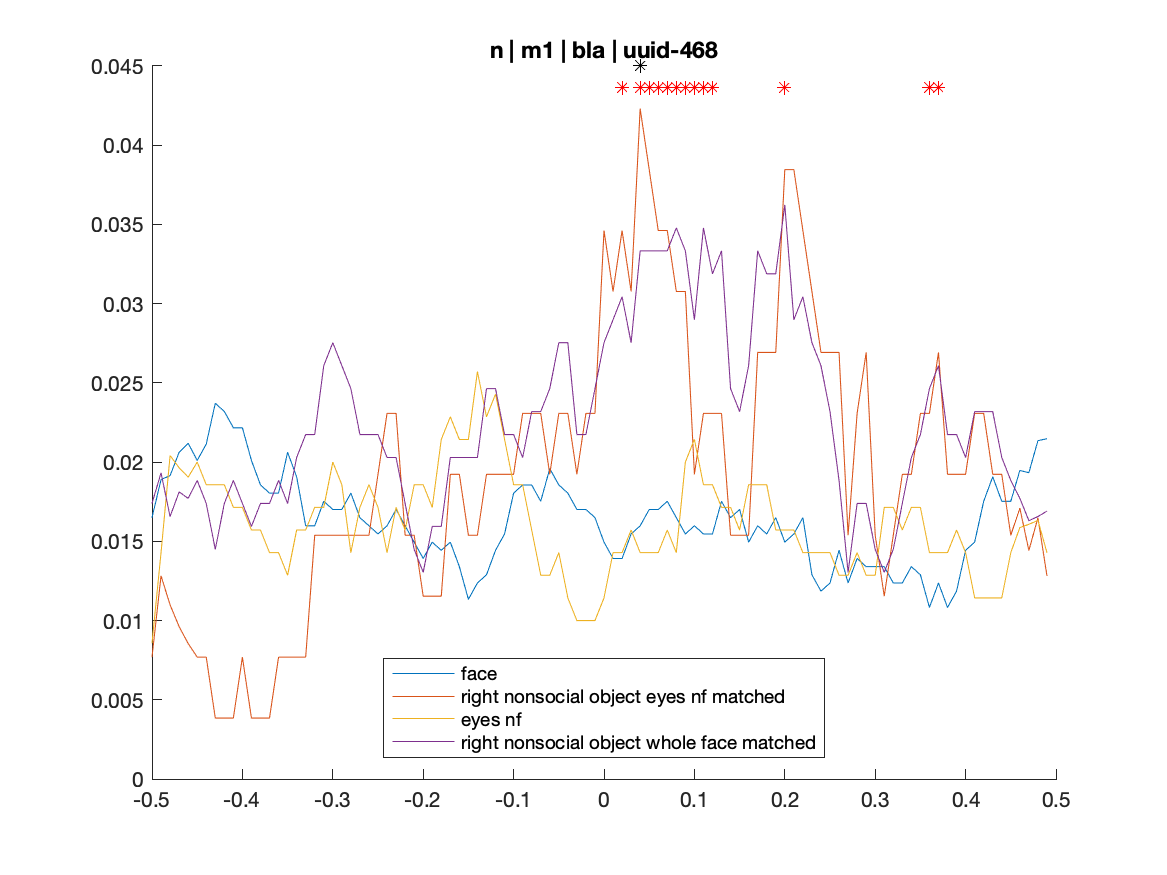 n | m1 | bla | uuid-468
0.045
0.04
0.035
0.03
0.025
0.02
0.015
0.01
0.005
0
face
right nonsocial object eyes nf matched
eyes nf
right nonsocial object whole face matched
-0.5 -0.4 -0.3 -0.2 -0.1 0 0.1 0.2 0.3 0.4 0.5